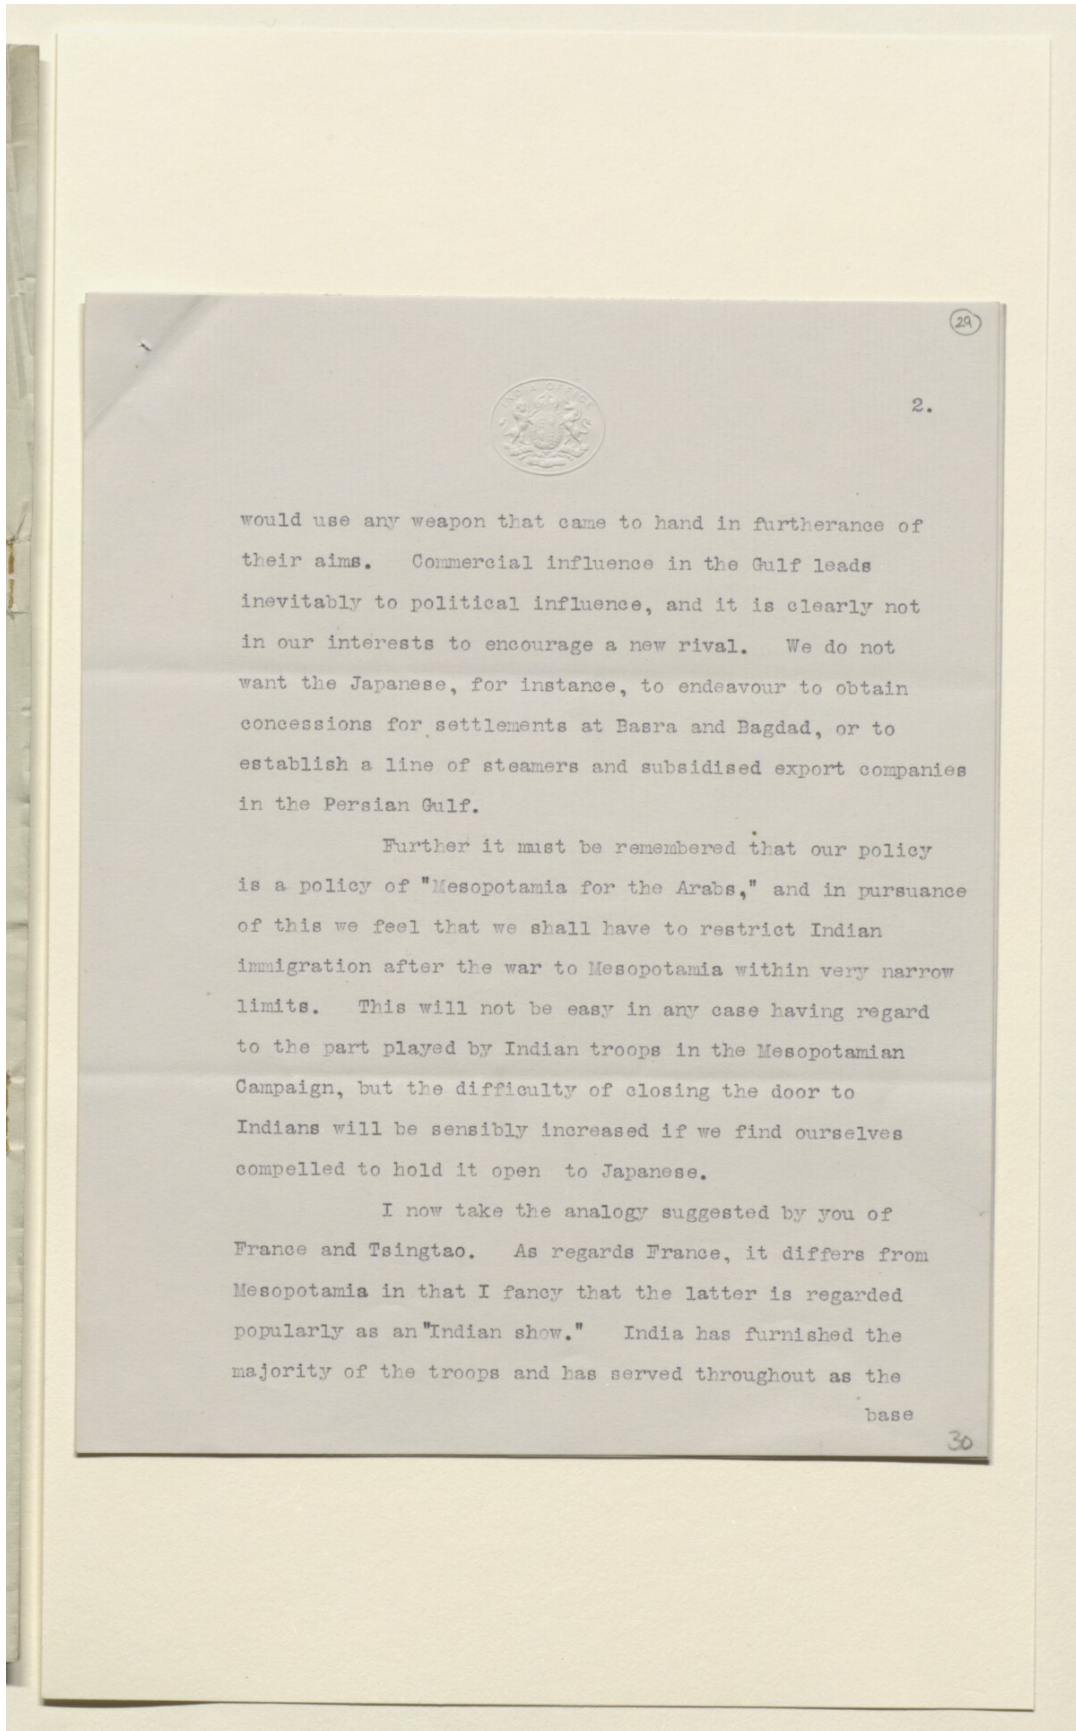 29
INDIA OFFICE
2.
would use any weapon that came to hand in furtherance of
their aims. Commercial influence in the Gulf leads
inevitably to political influence, and it is clearly not
in our interests to encourage a new rival. We do not
want the Japanese, for instance, to endeavour to obtain
concessions for settlements at Basra and Bagdad, or to
establish a line of steamers and subsidised export companies
in the Persian Gulf.
Further it must be remembered that our policy
is a policy of "Mesopotamia for the Arabs," and in pursuance
of this we feel that we shall have to restrict Indian
immigration after the war to Mesopotamia within very narrow
limits. This will not be easy in any case having regard
to the part played by Indian troops in the Mesopotamian
Campaign, but the difficulty of closing the door to
Indians will be sensibly increased if we find ourselves
compelled to hold it open to Japanese.
I now take the analogy suggested by you of
France and Tsingtao. As regards France, it differs from
Mesopotamia in that I fancy that the latter is regarded
popularly as an "Indian show." India has furnished the
majority of the troops and has served throughout as the
base
30